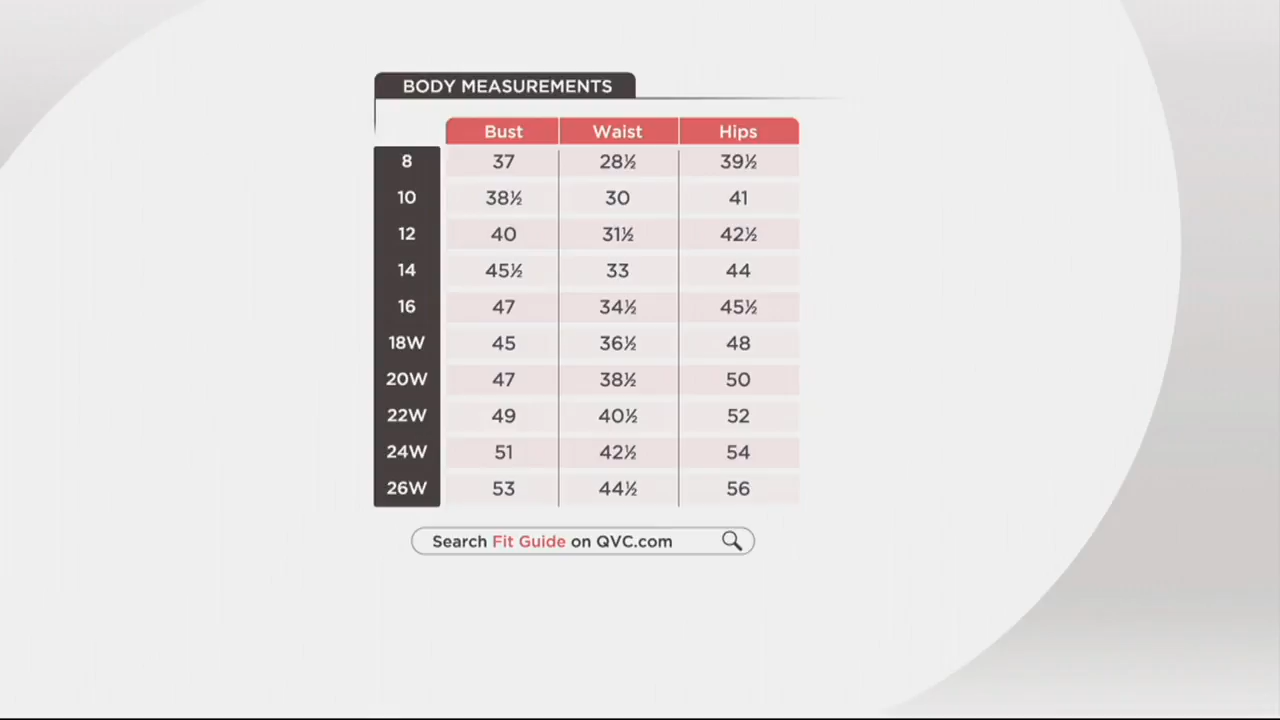 BODY MEASUREMENTS
Bust Waist Hips
8 37 28½ 39½
10 38½ 30 41
12 40 31½ 42½
14 45½ 33 44
16 47 34½ 45½
18W 45 36½ 48
20W 47 38½ 50
22W 49 40½ 52
24W 51 42½ 54
26W 53 44½ 56
Search Fit Guide on QVC.com